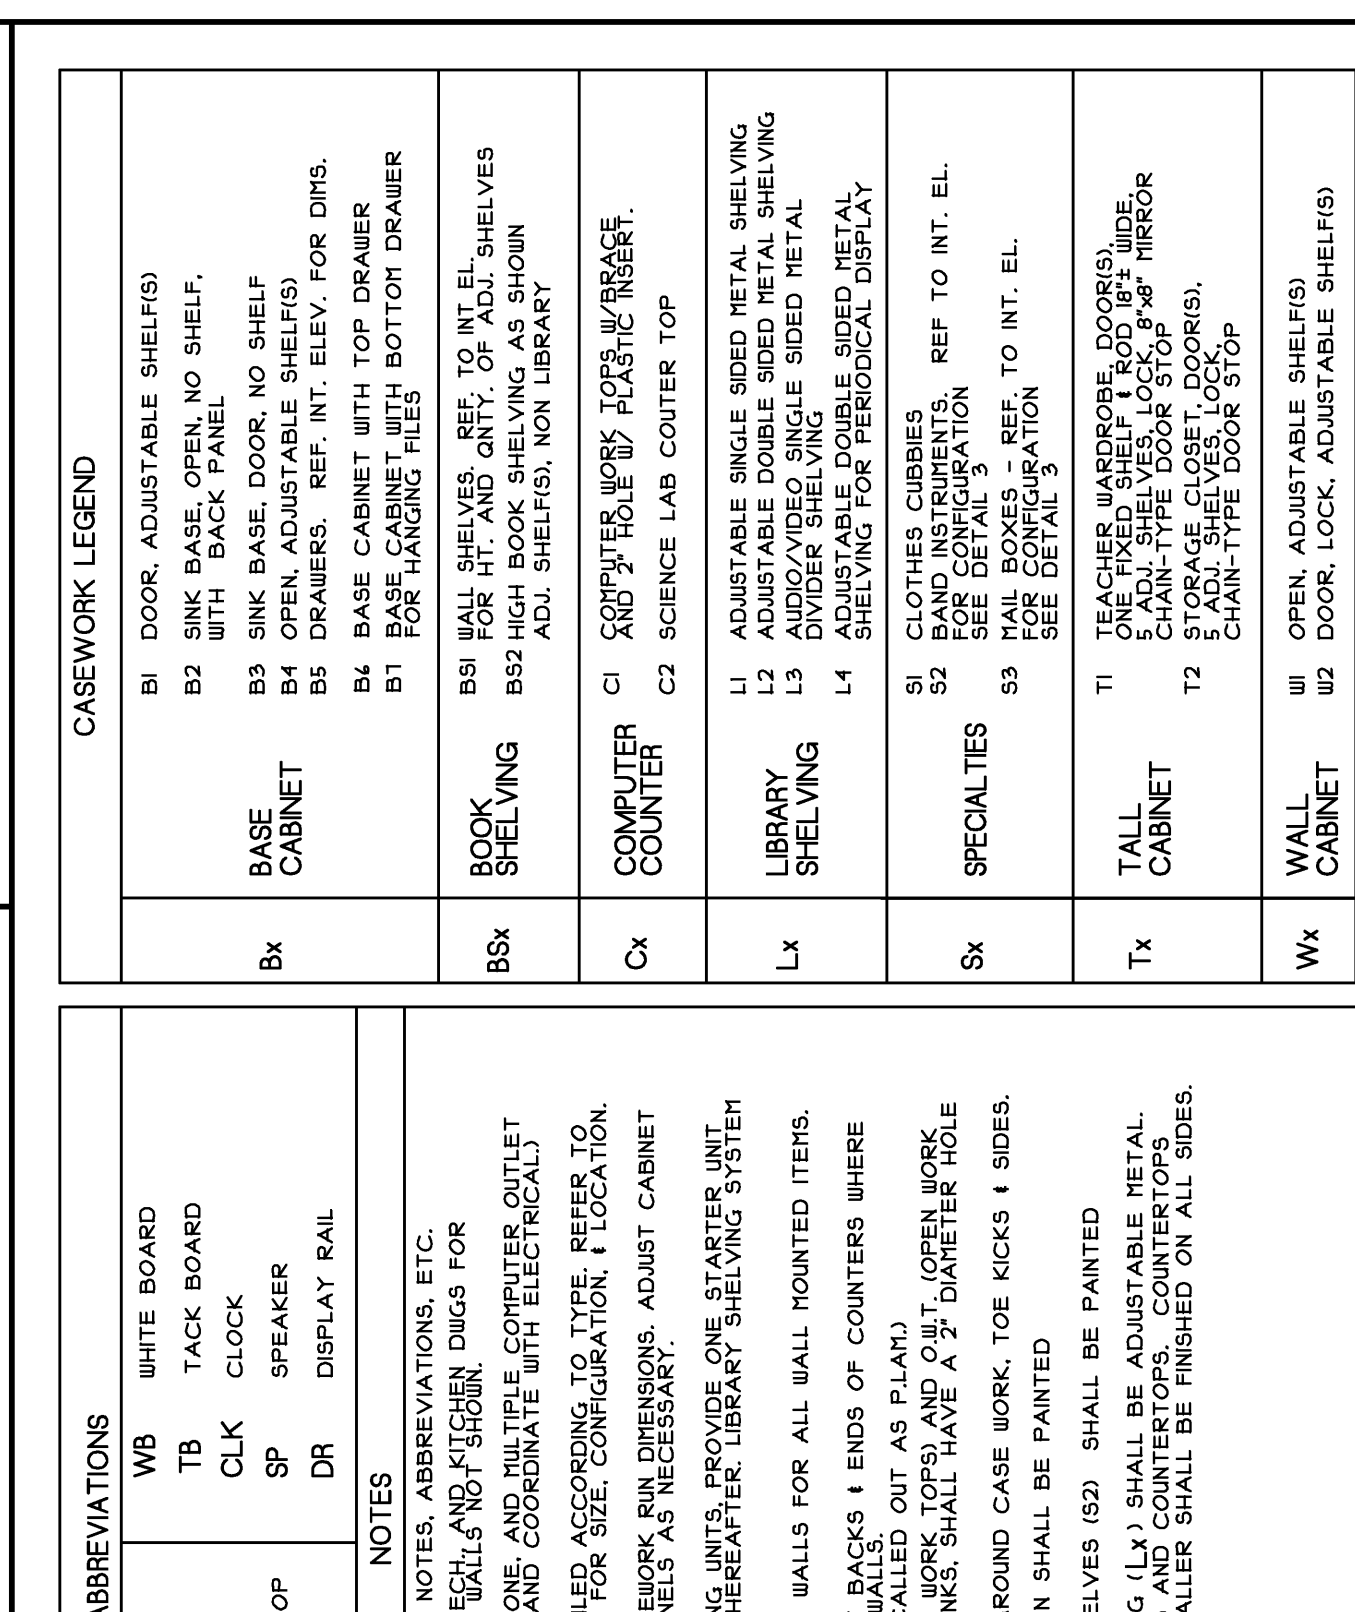 CASEWORK LEGEND
Bx
BASE
CABINET
B1 DOOR, ADJUSTABLE SHELF(S)
B2 SINK BASE, OPEN, NO SHELF,
WITH BACK PANEL
B3 SINK BASE, DOOR, NO SHELF
B4 OPEN, ADJUSTABLE SHELF(S)
B5 DRAWERS. REF. INT. ELEV. FOR DIMS.
B6 BASE CABINET WITH TOP DRAWER
B7 BASE CABINET WITH BOTTOM DRAWER
FOR HANGING FILES
BSx
BOOK
SHELVING
BS1 WALL SHELVES. REF. TO INT EL.
FOR HT. AND QNTY. OF ADJ. SHELVES
BS2 HIGH BOOK SHELVING AS SHOWN
ADJ. SHELF(S), NON LIBRARY
Cx
COMPUTER
COUNTER
C1 COMPUTER WORK TOPS W/BRACE
AND 2" HOLE W/ PLASTIC INSERT.
C2 SCIENCE LAB COUTER TOP
Lx
LIBRARY
SHELVING
L1 ADJUSTABLE SINGLE SIDED METAL SHELVING
L2 ADJUSTABLE DOUBLE SIDED METAL SHELVING
L3 AUDIO/VIDEO SINGLE SIDED METAL
DIVIDER SHELVING
L4 ADJUSTABLE DOUBLE SIDED METAL
SHELVING FOR PERIODICAL DISPLAY
Sx
SPECIALTIES
S1 CLOTHES CUBBIES
S2 BAND INSTRUMENTS. REF TO INT. EL.
FOR CONFIGURATION
SEE DETAIL 3
S3 MAIL BOXES - REF. TO INT. EL.
FOR CONFIGURATION
SEE DETAIL 3
Tx
TALL
CABINET
T1 TEACHER WARDROBE, DOOR(S),
ONE FIXED SHELF & ROD 18"± WIDE,
5 ADJ. SHELVES, LOCK, 8"x8" MIRROR
CHAIN-TYPE DOOR STOP
T2 STORAGE CLOSET, DOOR(S),
5 ADJ. SHELVES, LOCK,
CHAIN-TYPE DOOR STOP
Wx
WALL
CABINET
W1 OPEN, ADJUSTABLE SHELF(S)
W2 DOOR, LOCK, ADJUSTABLE SHELF(S)
ABBREVIATIONS
WB WHITE BOARD
TB TACK BOARD
CLK CLOCK
SP SPEAKER
DR DISPLAY RAIL
OP
NOTES
NOTES, ABBREVIATIONS, ETC.
ECH., AND KITCHEN DWGS FOR
WALLS NOT SHOWN.
ONE, AND MULTIPLE COMPUTER OUTLET
AND COORDINATE WITH ELECTRICAL.)
LED ACCORDING TO TYPE. REFER TO
FOR SIZE, CONFIGURATION, & LOCATION.
EWORK RUN DIMENSIONS. ADJUST CABINET
NELS AS NECESSARY.
NG UNITS, PROVIDE ONE STARTER UNIT
HEREAFTER. LIBRARY SHELVING SYSTEM
WALLS FOR ALL WALL MOUNTED ITEMS.
BACKS & ENDS OF COUNTERS WHERE
WALLS.
CALLED OUT AS P.LAM.)
WORK TOPS) AND O.W.T. (OPEN WORK
NKS, SHALL HAVE A 2" DIAMETER HOLE
ROUND CASE WORK, TOE KICKS & SIDES.
N SHALL BE PAINTED
ELVES (S2) SHALL BE PAINTED
G (Lx) SHALL BE ADJUSTABLE METAL.
AND COUNTERTOPS. COUNTERTOPS
ALLER SHALL BE FINISHED ON ALL SIDES.